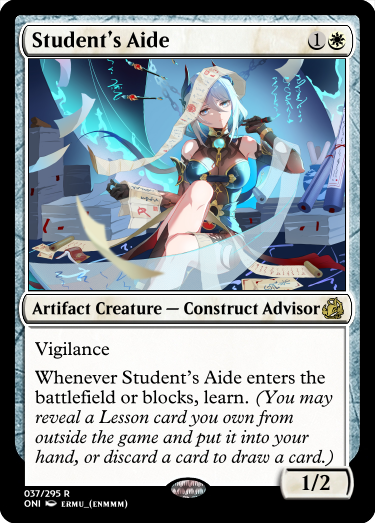 Student's Aide 1
Artifact Creature — Construct Advisor
Vigilance
Whenever Student's Aide enters the
battlefield or blocks, learn. (You may
reveal a Lesson card you own from
outside the game and put it into your
hand, or discard a card to draw a card.)
1/2
037/295 R
ONI ERMU_(ENMMM)